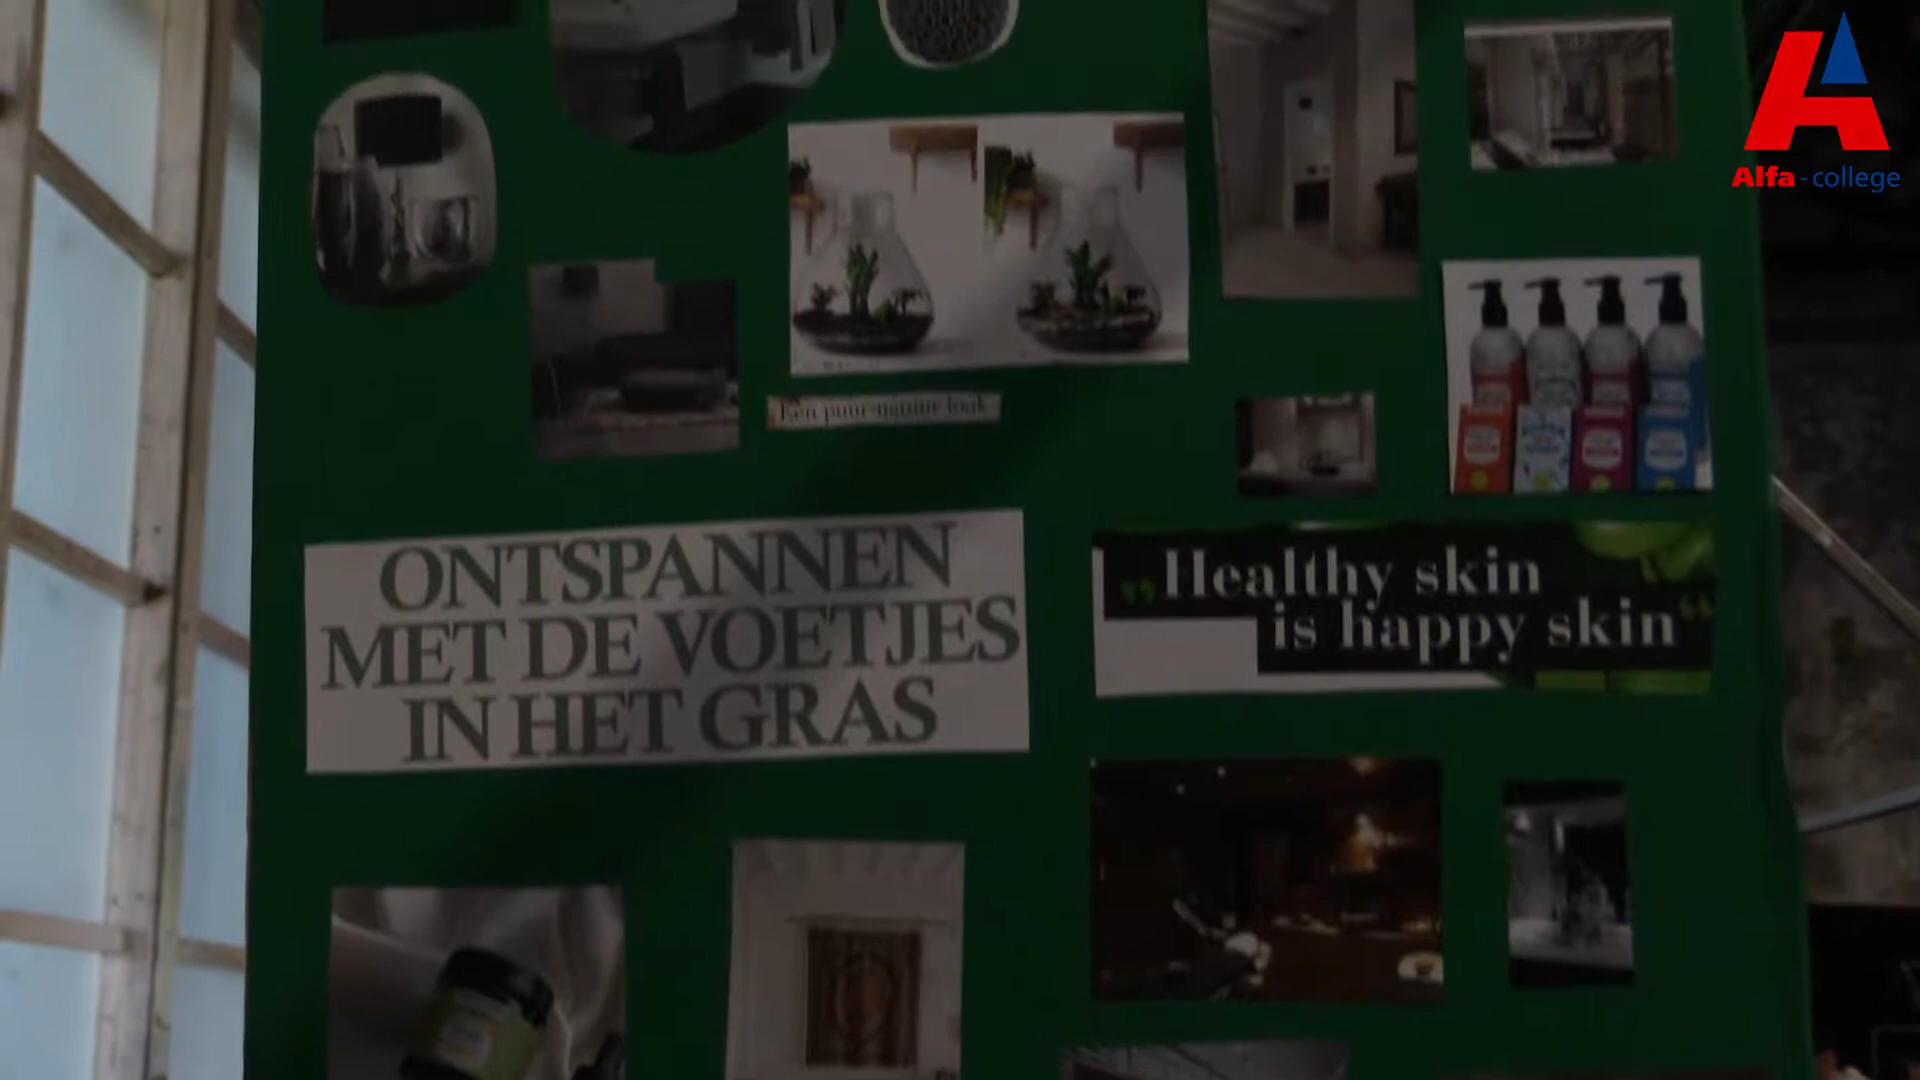 Alfa-college
Een puur-natuur look
ONTSPANNEN
MET DE VOETJES
IN HET GRAS
"Healthy skin
is happy skin"